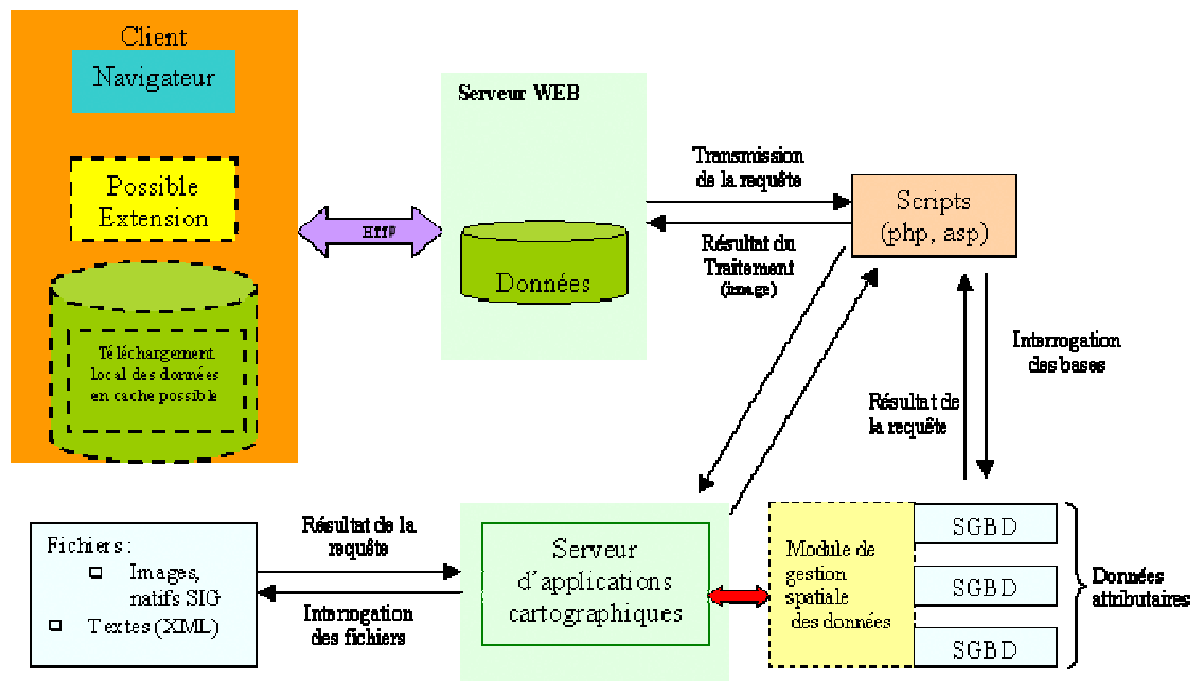 Client
Navigateur
Possible
Extension
Téléchargement
local des données
en cache possible
HTTP
Serveur WEB
Données
Transmission
de la requête
Résultat du
Traitement
(image)
Scripts
(php, asp)
Interrogation
des bases
Résultat de
la requête
Fichiers :
Images,
natifs SIG
Textes (XML)
Résultat de la
requête
Interrogation
des fichiers
Serveur
d'applications
cartographiques
Module de
gestion
spatiale
des données
SGBD
SGBD
SGBD
Données
attributaires